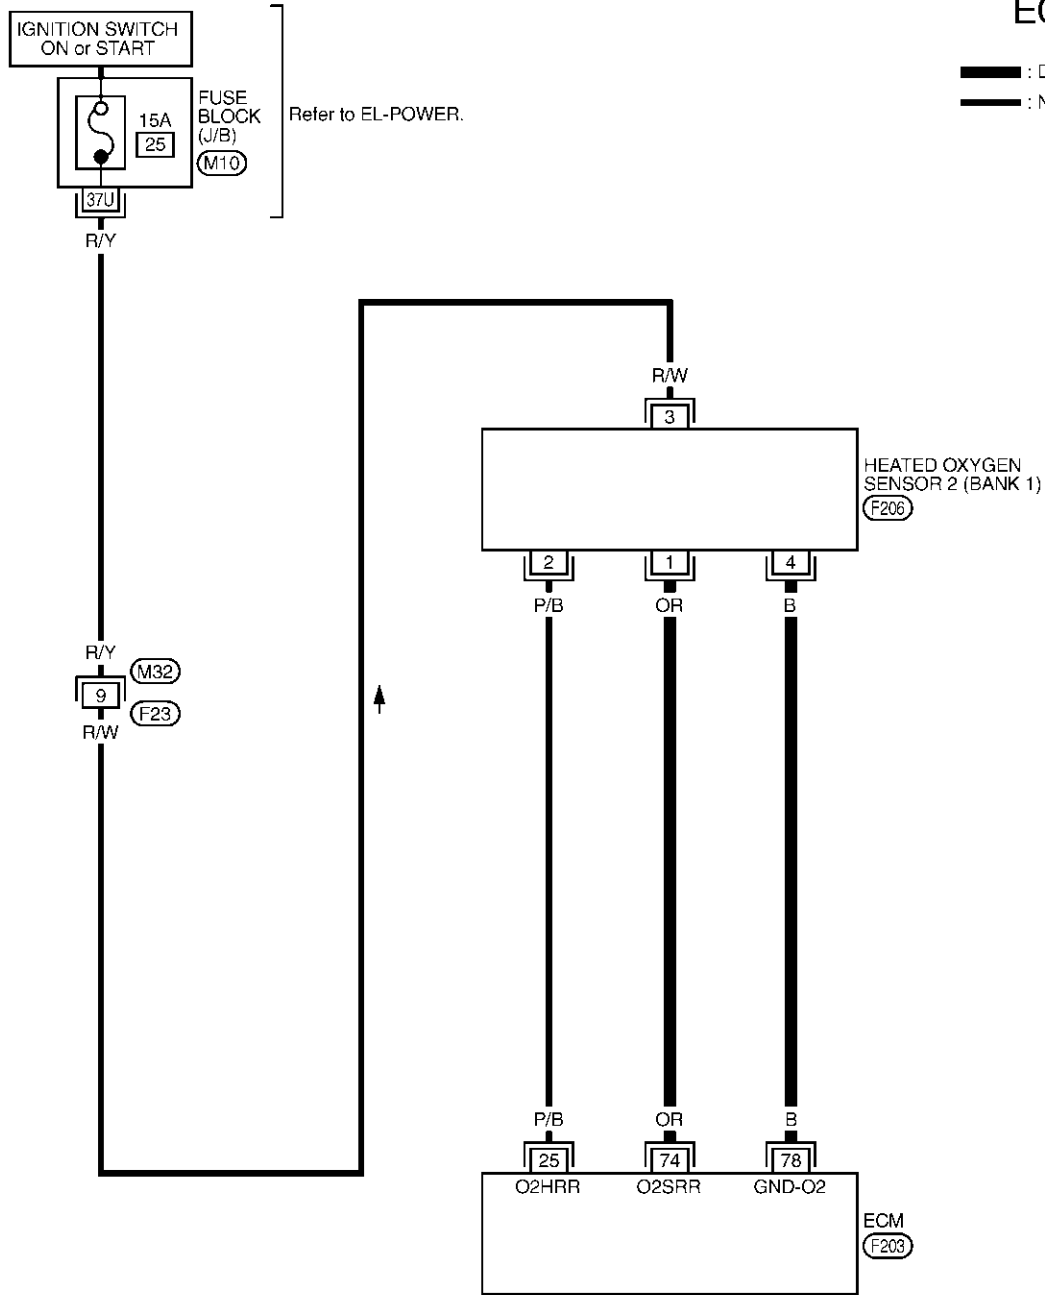 IGNITION SWITCH
ON or START
FUSE
BLOCK
(J/B)
M10
15A
25
Refer to EL-POWER.
37U
R/Y
R/W
3
HEATED OXYGEN
SENSOR 2 (BANK 1)
F206
2
1
4
P/B
OR
B
R/Y
M32
9
F23
R/W
P/B
OR
B
25
74
78
O2HRR
O2SRR
GND-O2
ECM
F203